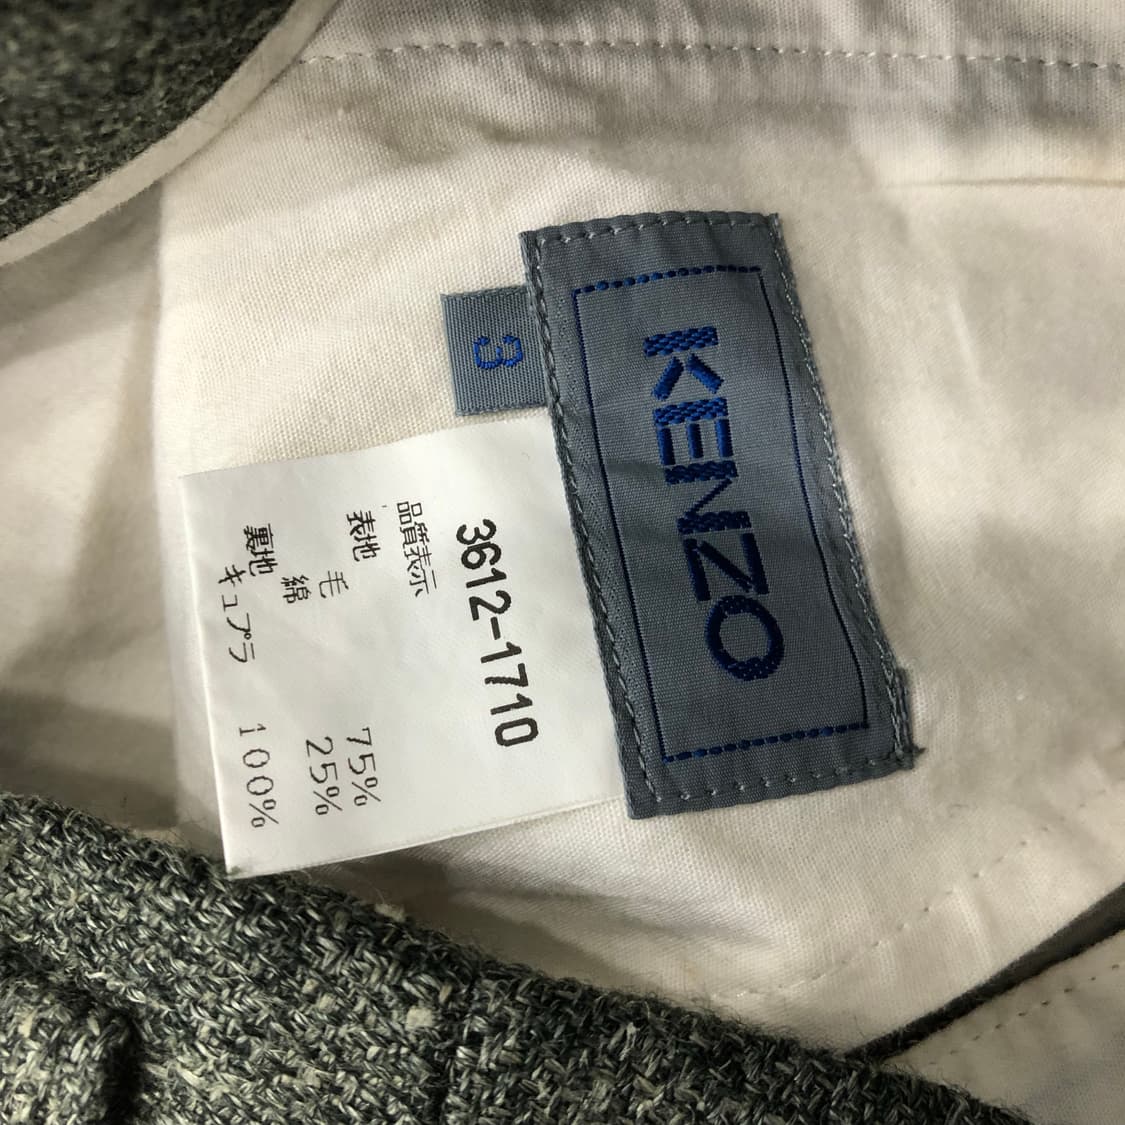 KENZO
3
3612-1710
品質表示
表地
毛 75%
綿 25%
裏地
キュプラ 100%